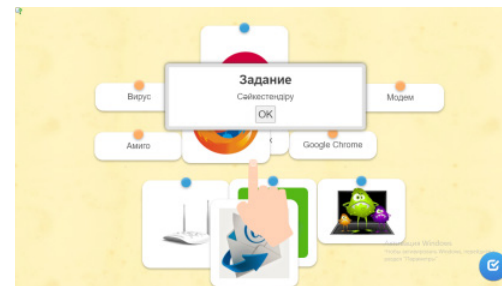 Задание
Сәйкестендіру
OK
Вирус
Модем
Амиго
Google Chrome
Активация Windows